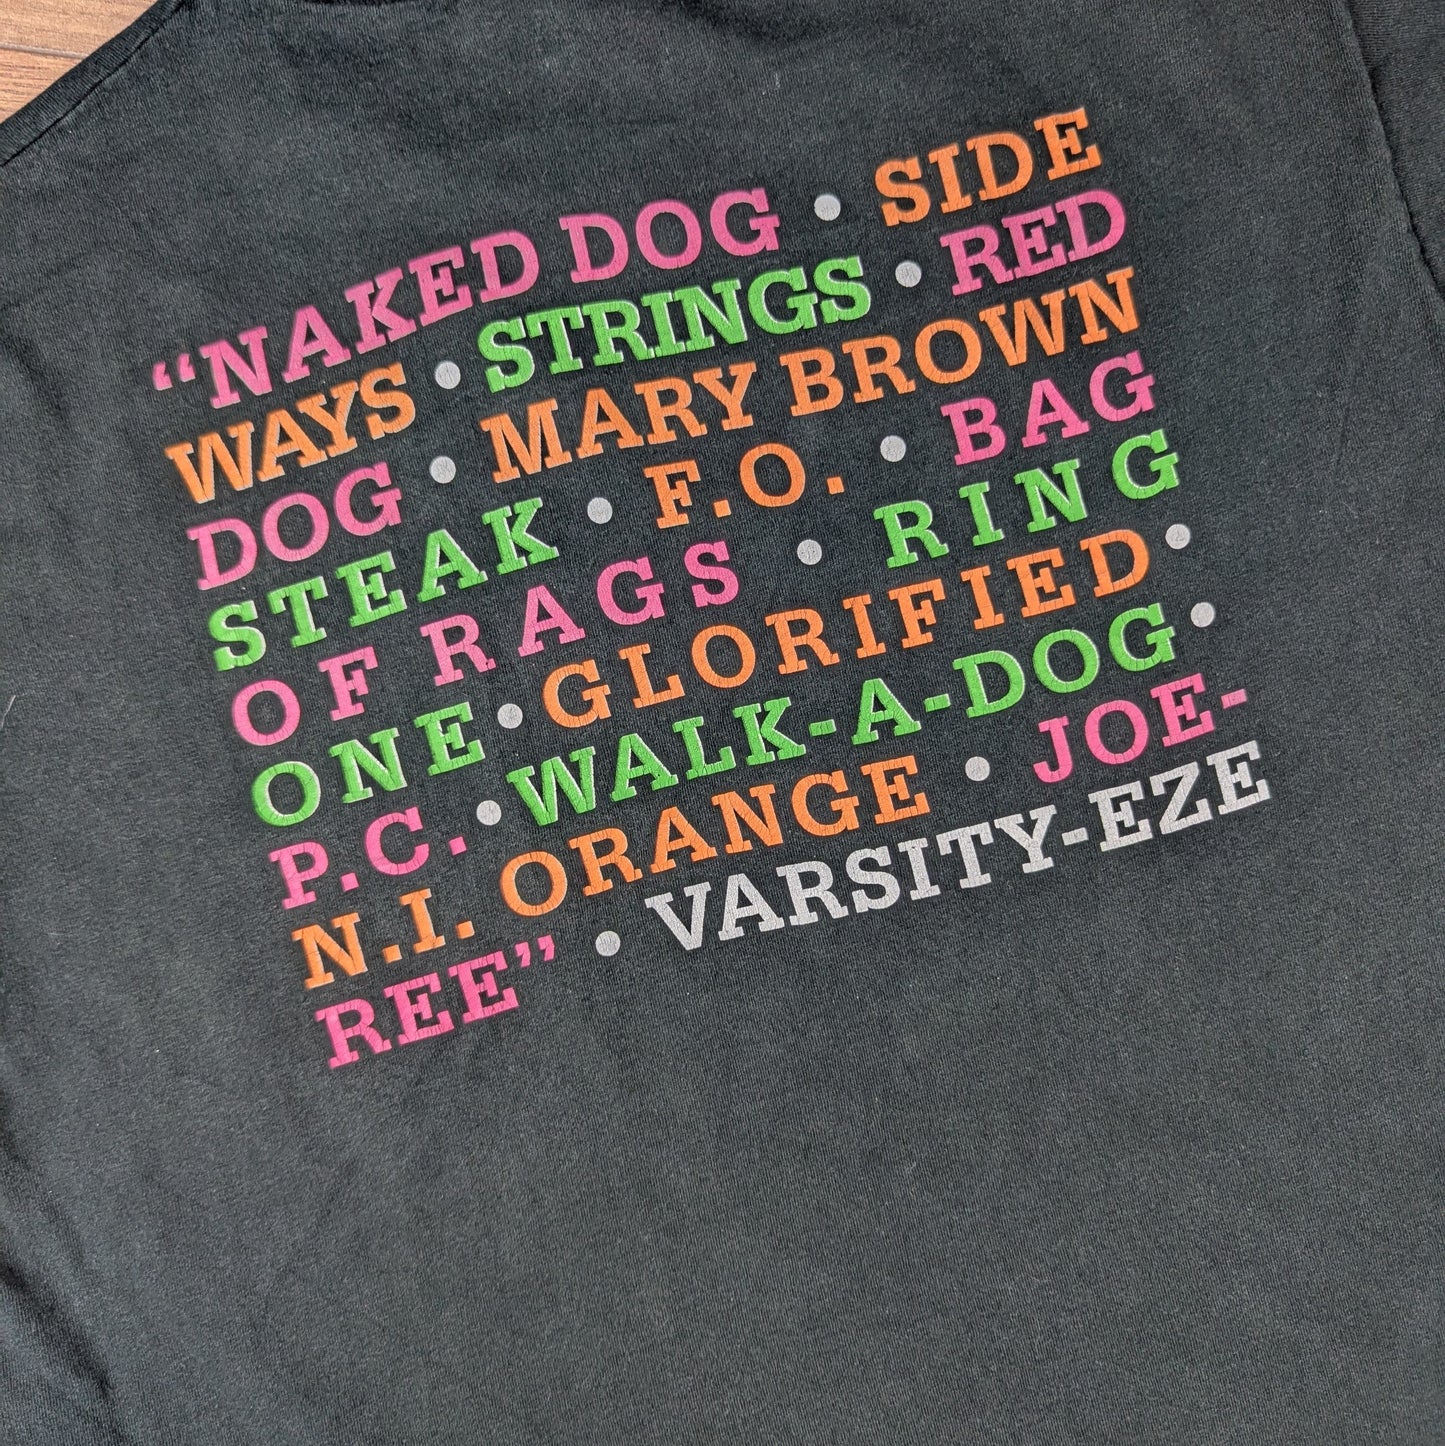 “NAKED DOG • SIDE
WAYS • STRINGS • RED
DOG • MARY BROWN
STEAK • F.O. • BAG
OF RAGS • RING
ONE • GLORIFIED •
P.C. • WALK-A-DOG •
N.I. ORANGE • JOE-
REE” • VARSITY-EZE